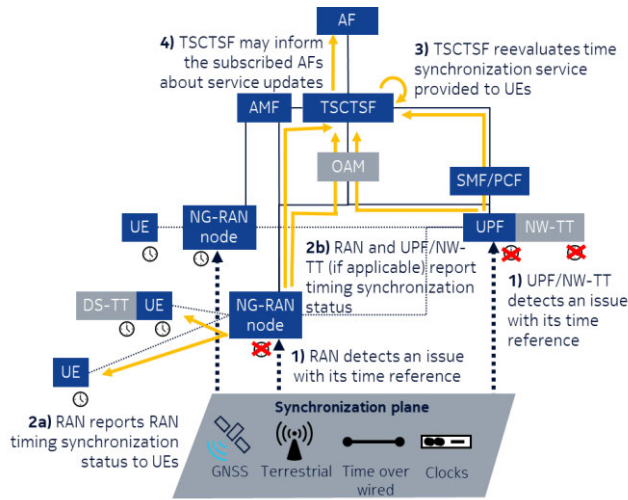 AF
4) TSCTSF may inform
the subscribed AFs
about service updates
3) TSCTSF reevaluates time
synchronization service
provided to UEs
AMF
TSCTSF
OAM
SMF/PCF
UE
NG-RAN
node
UPF
NW-TT
2b) RAN and UPF/NW-
TT (if applicable) report
timing synchronization
status
1) UPF/NW-TT
detects an issue
with its time
reference
DS-TT
UE
NG-RAN
node
1) RAN detects an issue
with its time reference
UE
2a) RAN reports RAN
timing synchronization
status to UEs
Synchronization plane
GNSS
Terrestrial
Time over
wired
Clocks